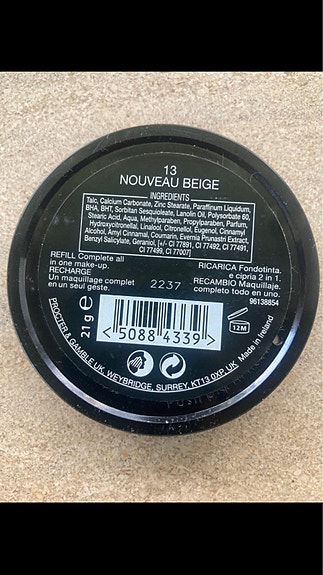 13
NOUVEAU BEIGE
INGREDIENTS
Talc, Calcium Carbonate, Zinc Stearate, Paraffinum Liquidum,
BHA, BHT, Sorbitan Sesquioleate, Lanolin Oil, Polysorbate 60,
Stearic Acid, Aqua, Methylparaben, Propylparaben, Parfum,
Hydroxycitronellal, Linalool, Citronellol, Eugenol, Cinnamyl
Alcohol, Amyl Cinnamal, Coumarin, Evernia Prunastri Extract,
Benzyl Salicylate, Geraniol, [+/- CI 77891, CI 77492, CI 77491,
CI 77499, CI 77007]
REFILL Complete all
in one make-up.
RECHARGE
Un maquillage complet
en un seul geste.
2237
RICARICA Fondotinta.
e cipria 2 in 1.
RECAMBIO Maquillaje.
completo todo en uno.
96138854
21 g e
< 5088 4339 >
12M
Made in Ireland
PROCTER & GAMBLE UK, WEYBRIDGE, SURREY, KT13 0XP, UK